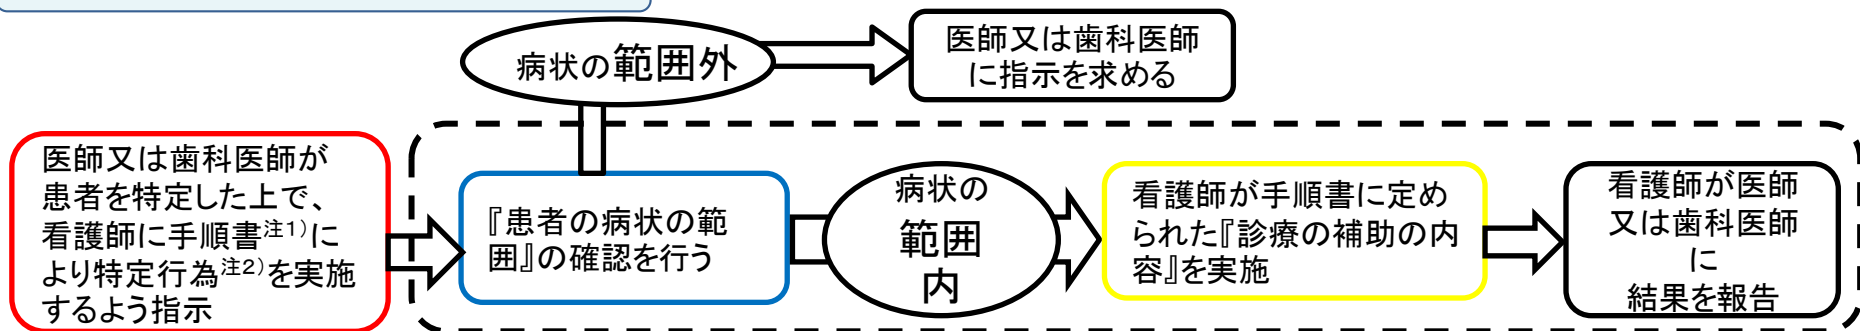 病状の範囲外
医師又は歯科医師
に指示を求める
医師又は歯科医師が
患者を特定した上で、
看護師に手順書注1)に
より特定行為注2)を実施
するよう指示
『患者の病状の範
囲』の確認を行う
病状の
範囲
内
看護師が手順書に定め
られた『診療の補助の内
容』を実施
看護師が医師
又は歯科医師
に
結果を報告